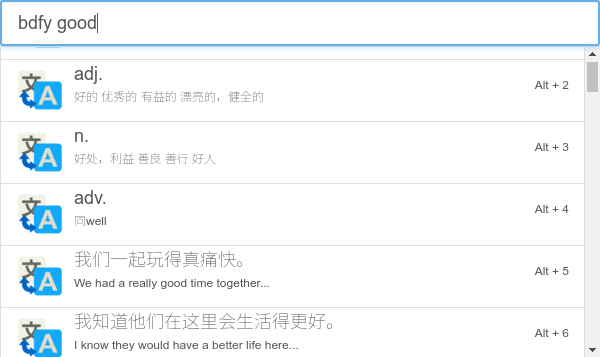 bdfy good
adj.
好的 优秀的 有益的 漂亮的，健全的
Alt + 2
n.
好处，利益 善良 善行 好人
Alt + 3
adv.
同well
Alt + 4
我们一起玩得真痛快。
We had a really good time together...
Alt + 5
我知道他们在这里会生活得更好。
I know they would have a better life here...
Alt + 6